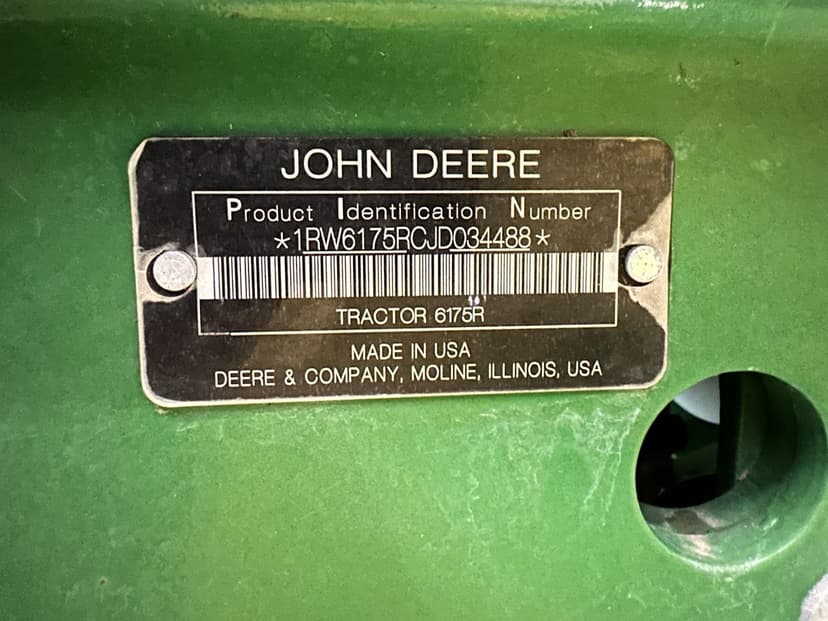 JOHN DEERE
Product Identification Number
*1RW6175RCJD034488*
TRACTOR 6175R
MADE IN USA
DEERE & COMPANY, MOLINE, ILLINOIS, USA